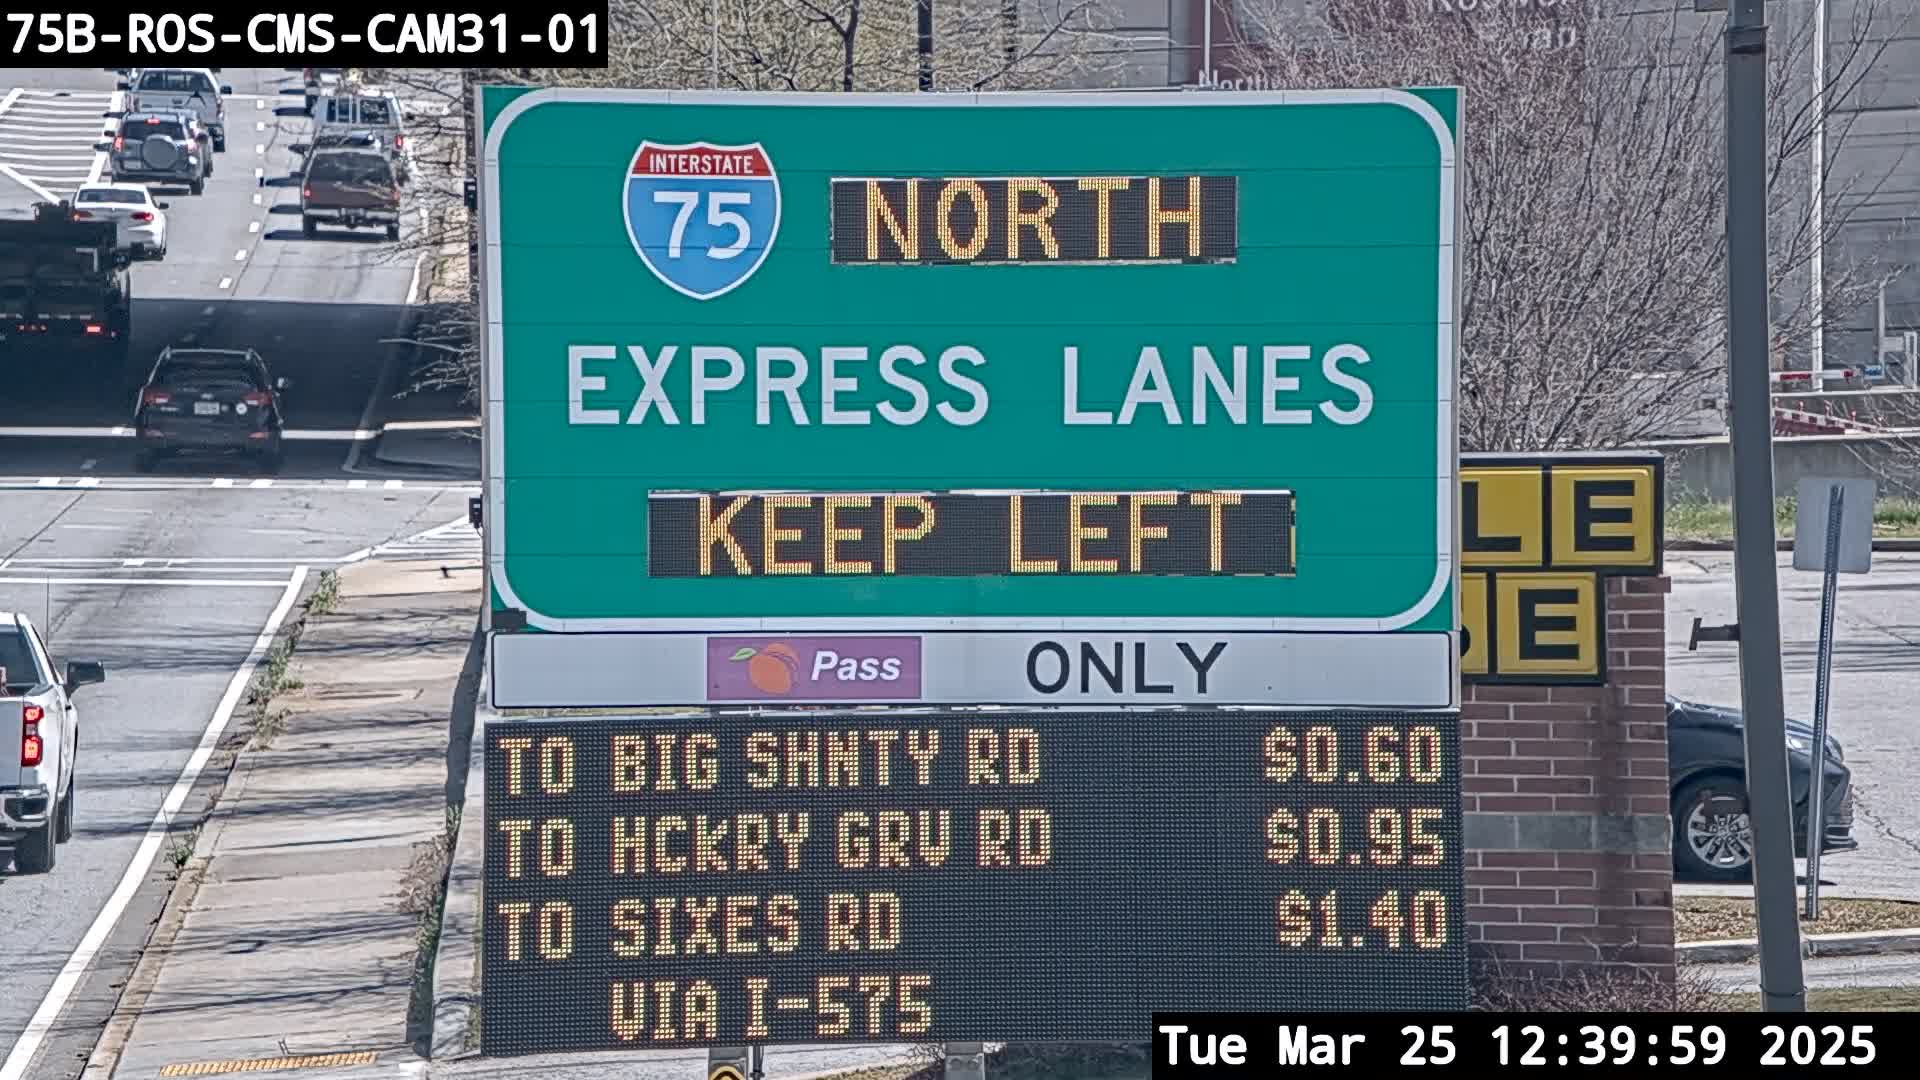 75B-ROS-CMS-CAM31-01
INTERSTATE
75
NORTH
EXPRESS LANES
KEEP LEFT
Pass ONLY
TO BIG SHNTY RD $0.60
TO HCKRY GRV RD $0.95
TO SIXES RD $1.40
VIA I-575
LE
E
Tue Mar 25 12:39:59 2025